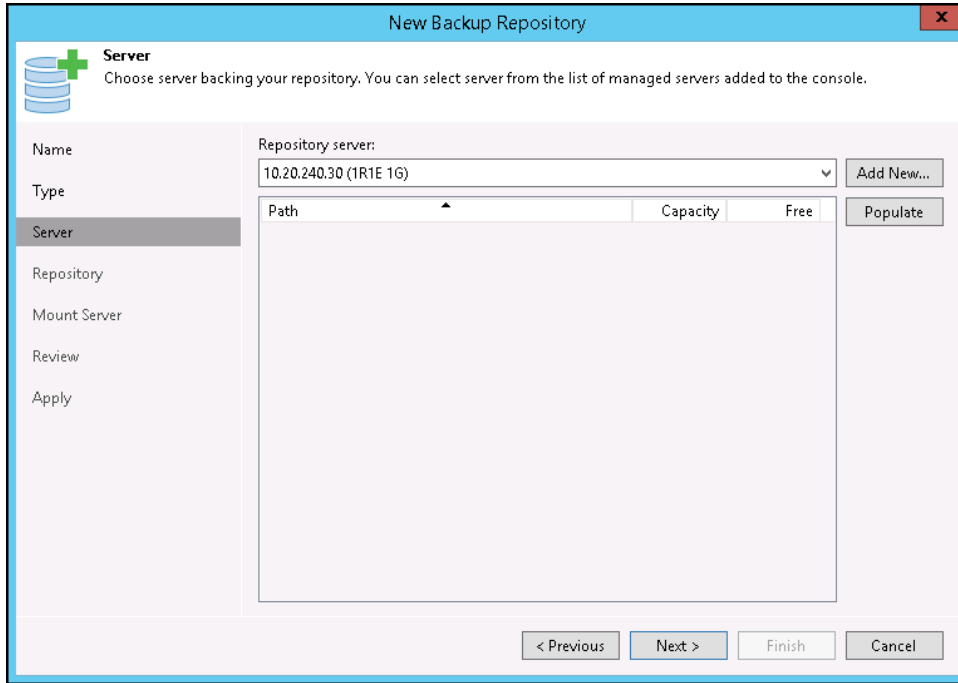 New Backup Repository
x
Server
Choose server backing your repository. You can select server from the list of managed servers added to the console.
Name
Type
Server
Repository
Mount Server
Review
Apply
Repository server:
10.20.240.30 (1R1E 1G)
Add New...
Path Capacity Free
Populate
< Previous Next > Finish Cancel